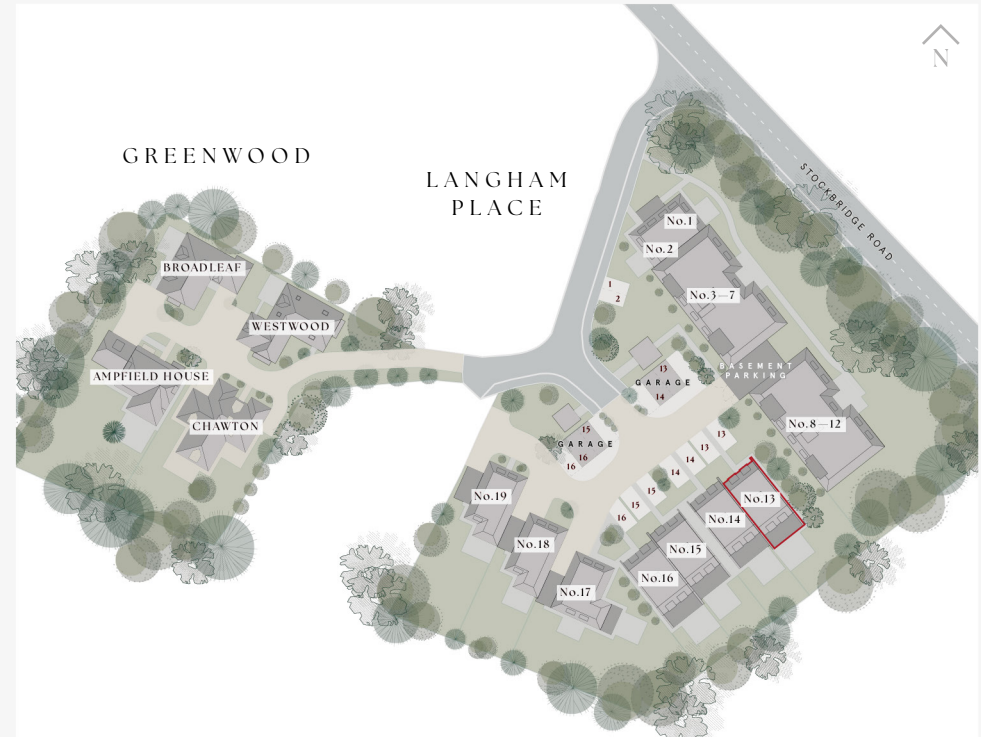 N
GREENWOOD
LANGHAM
PLACE
STOCKBRIDGE ROAD
No.1
No.2
BROADLEAF
1
2
No.3—7
WESTWOOD
AMPFIELD HOUSE
13
GARAGE
14
BASEMENT
PARKING
CHAWTON
No.8—12
15
GARAGE
16
16
13
13
14
14
15
15
16
No.19
No.13
No.14
No.18
No.15
No.16
No.17